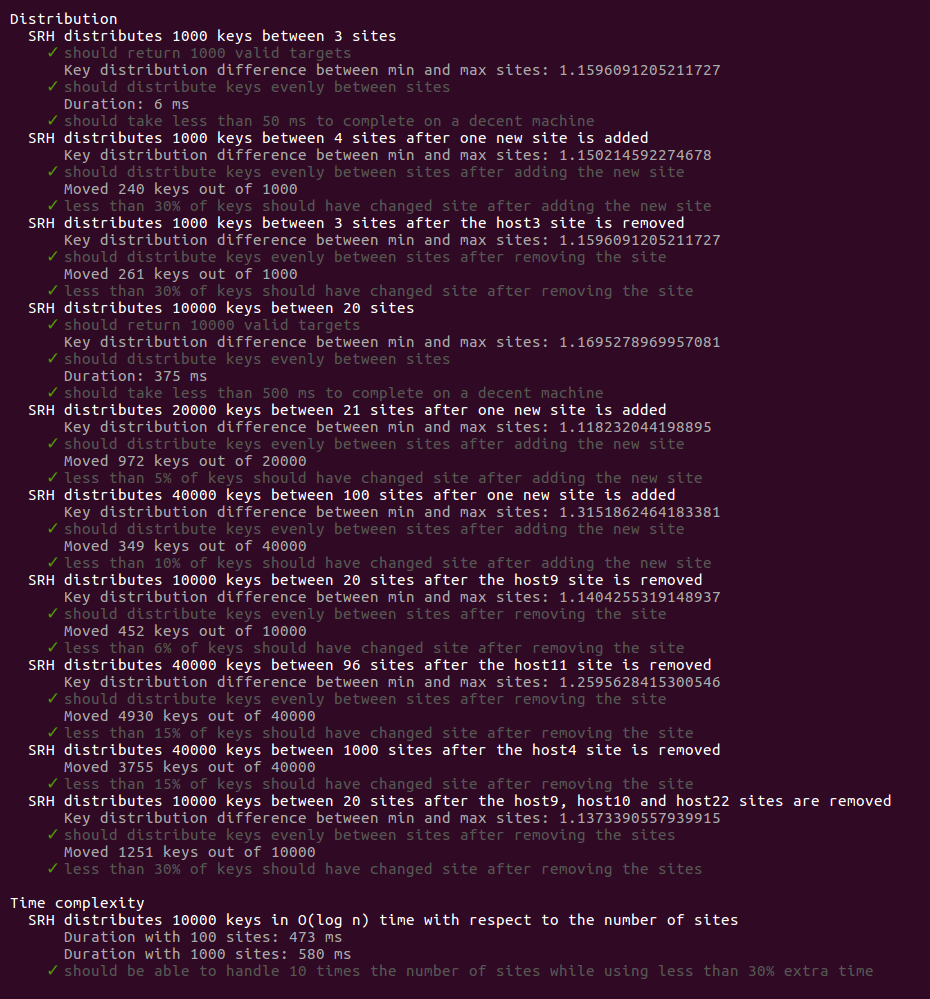 Distribution
SRH distributes 1000 keys between 3 sites
✓ should return 1000 valid targets
Key distribution difference between min and max sites: 1.1596091205211727
✓ should distribute keys evenly between sites
Duration: 6 ms
✓ should take less than 50 ms to complete on a decent machine
SRH distributes 1000 keys between 4 sites after one new site is added
Key distribution difference between min and max sites: 1.150214592274678
✓ should distribute keys evenly between sites after adding the new site
Moved 240 keys out of 1000
✓ less than 30% of keys should have changed site after adding the new site
SRH distributes 1000 keys between 3 sites after the host3 site is removed
Key distribution difference between min and max sites: 1.1596091205211727
✓ should distribute keys evenly between sites after removing the site
Moved 261 keys out of 1000
✓ less than 30% of keys should have changed site after removing the site
SRH distributes 10000 keys between 20 sites
✓ should return 10000 valid targets
Key distribution difference between min and max sites: 1.1695278969957081
✓ should distribute keys evenly between sites
Duration: 375 ms
✓ should take less than 500 ms to complete on a decent machine
SRH distributes 20000 keys between 21 sites after one new site is added
Key distribution difference between min and max sites: 1.118232044198895
✓ should distribute keys evenly between sites after adding the new site
Moved 972 keys out of 20000
✓ less than 5% of keys should have changed site after adding the new site
SRH distributes 40000 keys between 100 sites after one new site is added
Key distribution difference between min and max sites: 1.3151862464183381
✓ should distribute keys evenly between sites after adding the new site
Moved 349 keys out of 40000
✓ less than 10% of keys should have changed site after adding the new site
SRH distributes 10000 keys between 20 sites after the host9 site is removed
Key distribution difference between min and max sites: 1.1404255319148937
✓ should distribute keys evenly between sites after removing the site
Moved 452 keys out of 10000
✓ less than 6% of keys should have changed site after removing the site
SRH distributes 40000 keys between 96 sites after the host11 site is removed
Key distribution difference between min and max sites: 1.2595628415300546
✓ should distribute keys evenly between sites after removing the site
Moved 4930 keys out of 40000
✓ less than 15% of keys should have changed site after removing the site
SRH distributes 40000 keys between 1000 sites after the host4 site is removed
Moved 3755 keys out of 40000
✓ less than 15% of keys should have changed site after removing the site
SRH distributes 10000 keys between 20 sites after the host9, host10 and host22 sites are removed
Key distribution difference between min and max sites: 1.1373390557939915
✓ should distribute keys evenly between sites after removing the sites
Moved 1251 keys out of 10000
✓ less than 30% of keys should have changed site after removing the sites
Time complexity
SRH distributes 10000 keys in O(log n) time with respect to the number of sites
Duration with 100 sites: 473 ms
Duration with 1000 sites: 580 ms
✓ should be able to handle 10 times the number of sites while using less than 30% extra time